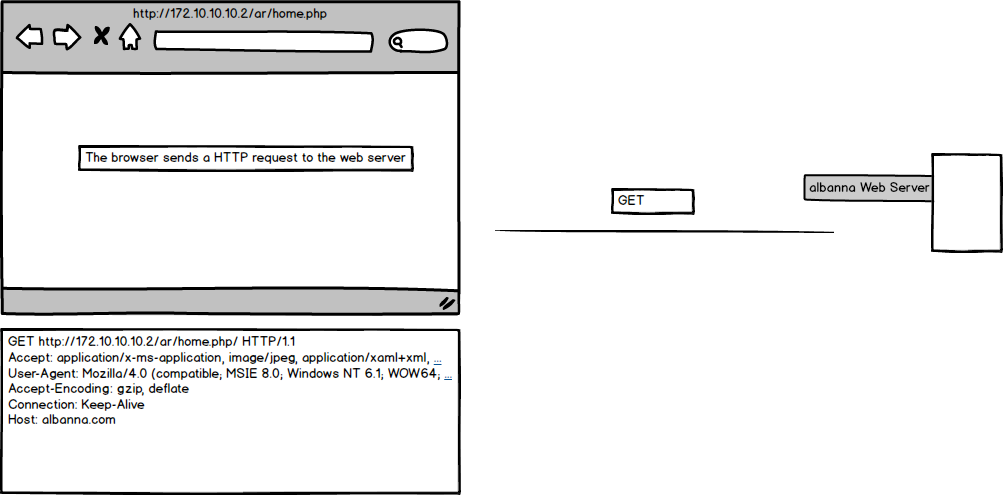 http://172.10.10.10.2/ar/home.php
The browser sends a HTTP request to the web server
GET
albanna Web Server
GET http://172.10.10.10.2/ar/home.php/ HTTP/1.1
Accept: application/x-ms-application, image/jpeg, application/xaml+xml, ...
User-Agent: Mozilla/4.0 (compatible; MSIE 8.0; Windows NT 6.1; WOW64; ...
Accept-Encoding: gzip, deflate
Connection: Keep-Alive
Host: albanna.com